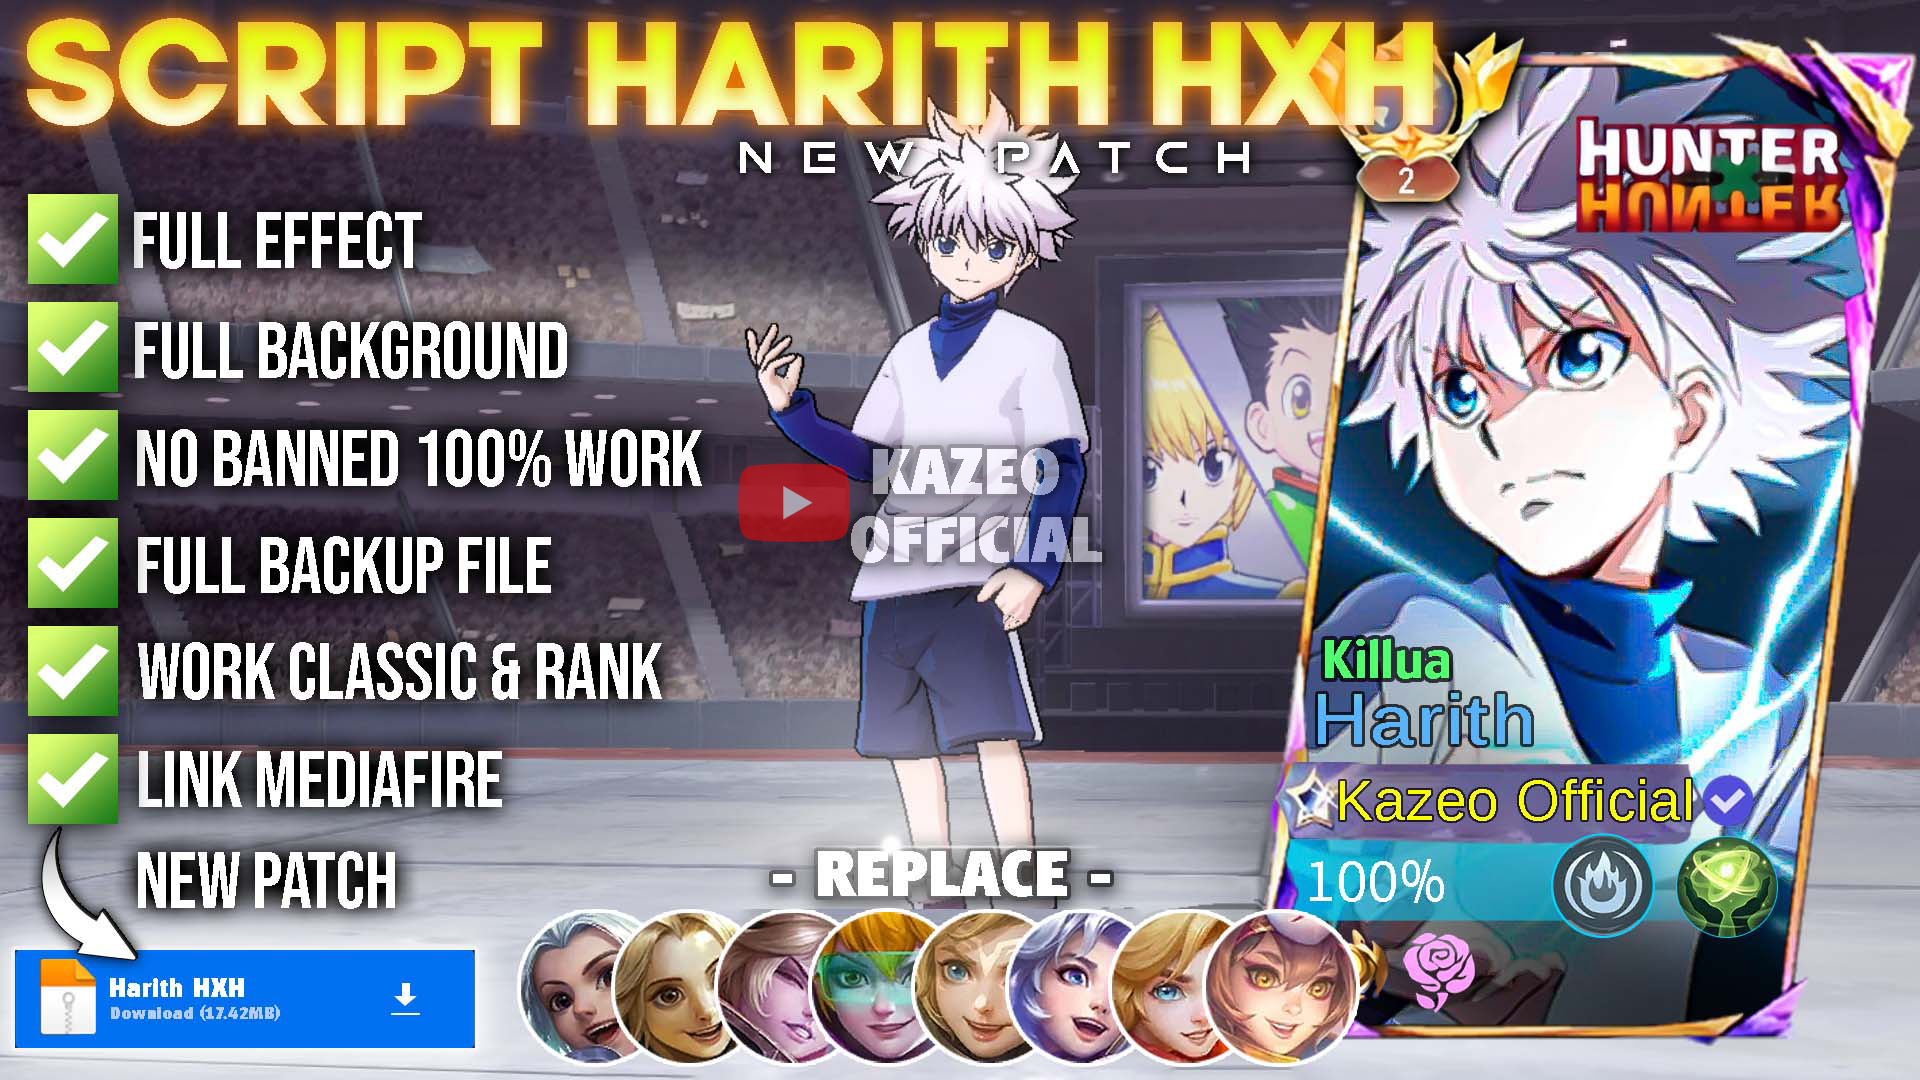 SCRIPT HARITH HXH
NEW PATCH
FULL EFFECT
FULL BACKGROUND
NO BANNED 100% WORK
FULL BACKUP FILE
WORK CLASSIC & RANK
LINK MEDIAFIRE
NEW PATCH
Harith HXH
Download (17.42MB)
KAZEO
OFFICIAL
- REPLACE -
2
HUNTER
HUNTER
Killua
Harith
Kazeo Official
100%